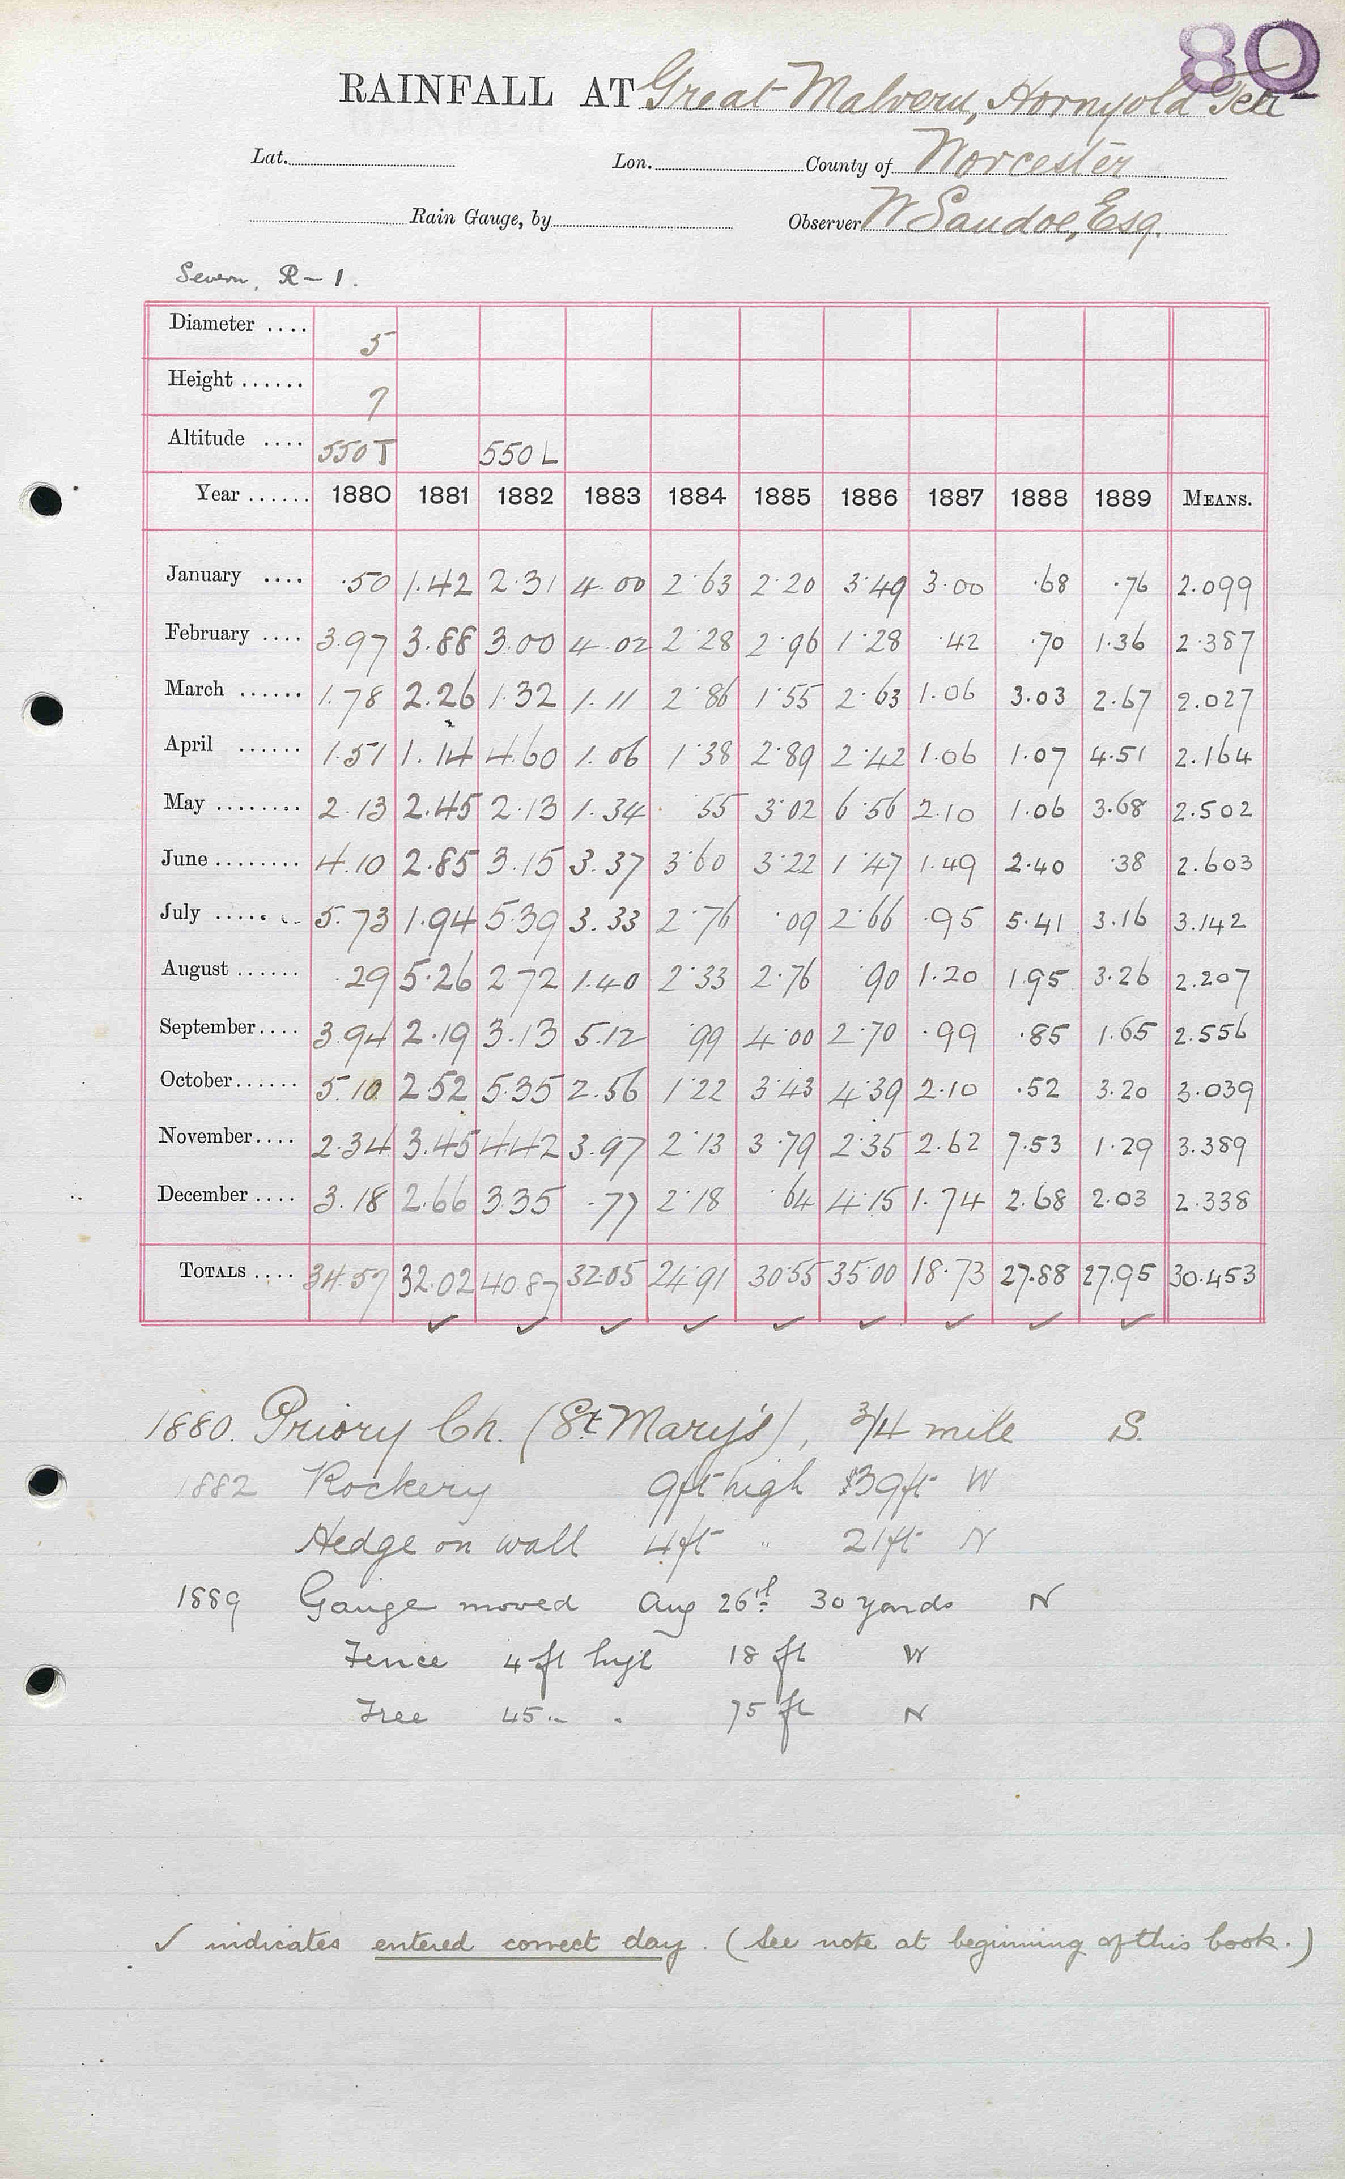 80
RAINFALL AT Great Malvern, Hornyold
Lat. Lon. County of Worcester
Rain Gauge, by Observer W Sandoe, Esq.
Severn, R-1.
Diameter .... 5
Height ...... 7
Altitude .... 550 T 550 L
Year ...... 1880 1881 1882 1883 1884 1885 1886 1887 1888 1889 MEANS.
January .... .50 1.42 2.31 4.00 2.63 2.20 3.49 3.00 .68 .76 2.099
February .... 3.97 3.88 3.00 4.02 2.28 2.96 1.28 .42 .70 1.36 2.387
March ...... 1.78 2.26 1.32 1.11 2.86 1.55 2.63 1.06 3.03 2.67 2.027
April ...... 1.51 1.14 4.60 1.06 1.38 2.89 2.42 1.06 1.07 4.51 2.164
May ........ 2.13 2.45 2.13 1.34 55 3.02 6.56 2.10 1.06 3.68 2.502
June ........ 4.10 2.85 3.15 3.37 3.60 3.22 1.47 1.49 2.40 .38 2.603
July ........ 5.73 1.94 5.39 3.33 2.76 .09 2.66 .95 5.41 3.16 3.142
August ...... .29 5.26 2.72 1.40 2.33 2.76 .90 1.20 1.95 3.26 2.207
September.... 3.94 2.19 3.13 5.12 .99 4.00 2.70 .99 .85 1.65 2.556
October...... 5.10 2.52 5.35 2.56 1.22 3.43 4.39 2.10 .52 3.20 3.039
November.... 2.34 3.45 4.42 3.97 2.13 3.79 2.35 2.62 7.53 1.29 3.389
December .... 3.18 2.66 3.35 .77 2.18 .64 4.15 1.74 2.68 2.03 2.338
TOTALS .... 34.57 32.02 40.87 32.05 24.91 30.55 35.00 18.73 27.88 27.95 30.453
✓ ✓ ✓ ✓ ✓ ✓ ✓ ✓ ✓
1880. Priory Ch. (St. Mary's), 3/4 mile S.
1882 Rockery 9ft high 39ft W
Hedge on wall 4ft " 21ft N
1889 Gauge moved Aug 26th 30 yards N
Fence 4 ft high 18 ft W
Tree 45 " " 75 ft N
✓ indicates entered correct day. (See note at beginning of this book.)